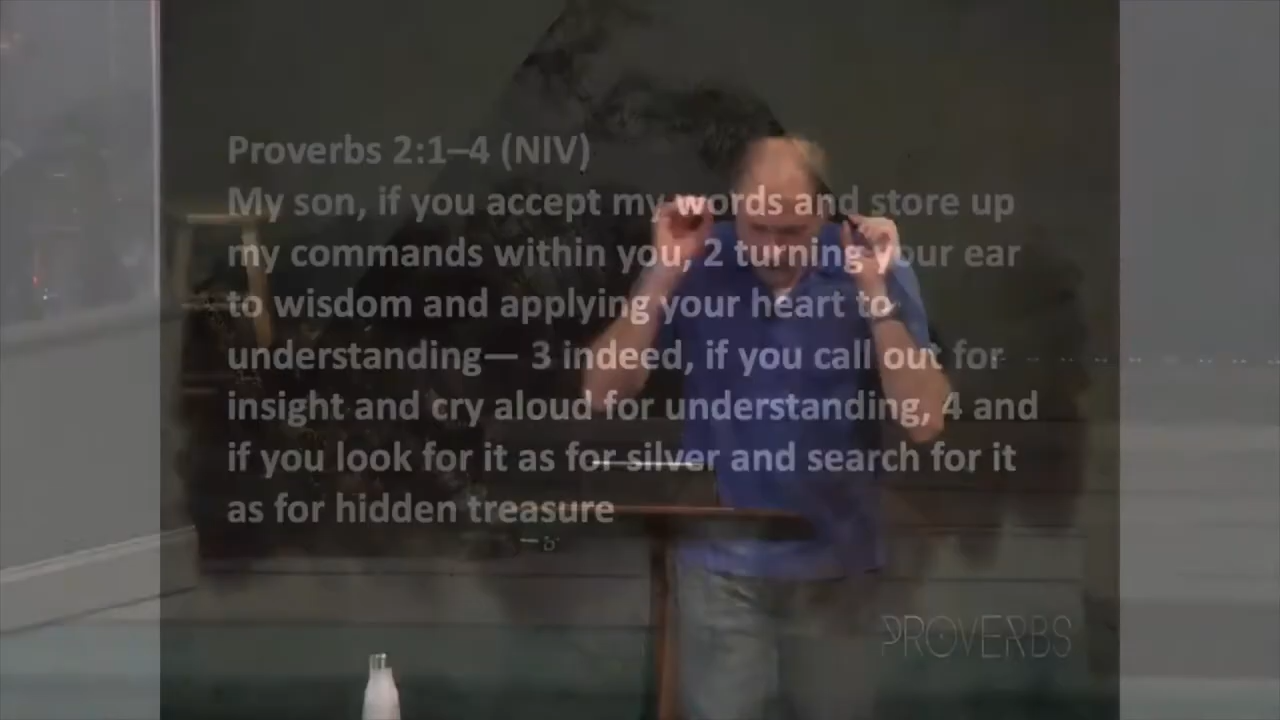 Proverbs 2:1–4 (NIV)
My son, if you accept my words and store up
my commands within you, 2 turning your ear
to wisdom and applying your heart to
understanding— 3 indeed, if you call out for
insight and cry aloud for understanding, 4 and
if you look for it as for silver and search for it
as for hidden treasure
PROVERBS